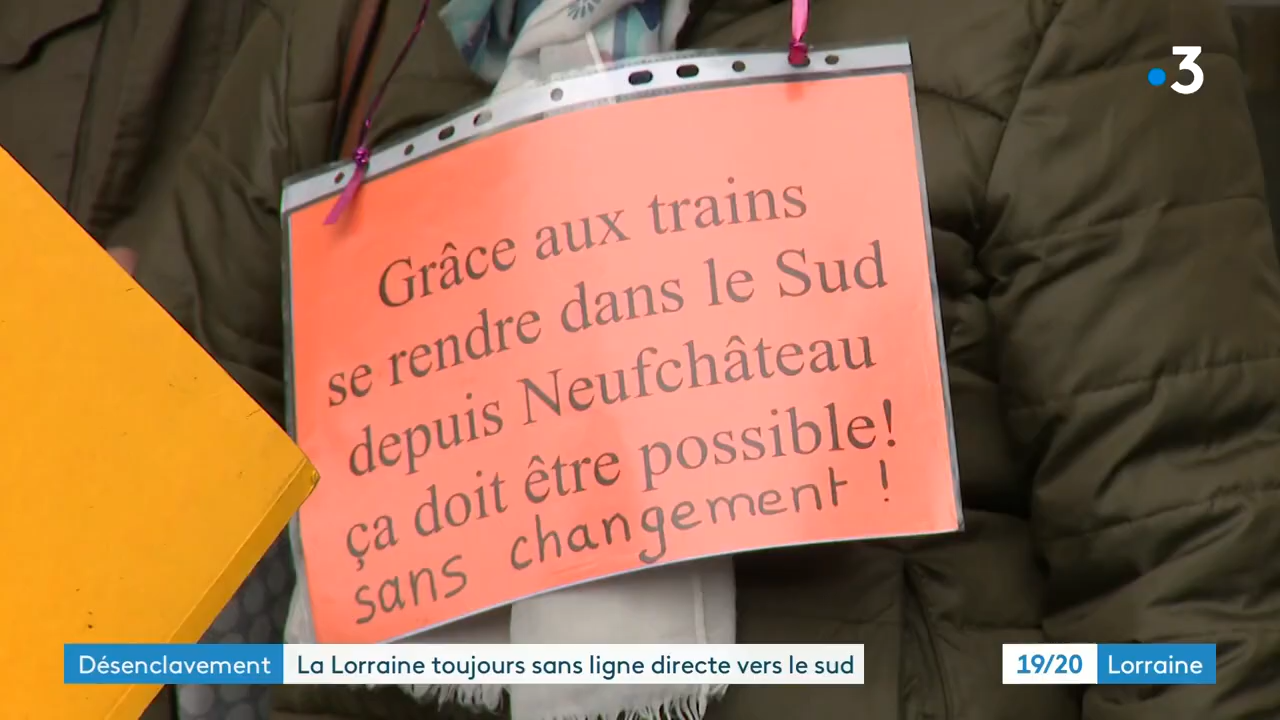 3
Grâce aux trains
se rendre dans le Sud
depuis Neufchâteau
ça doit être possible!
sans changement !
Désenclavement La Lorraine toujours sans ligne directe vers le sud
19/20 Lorraine